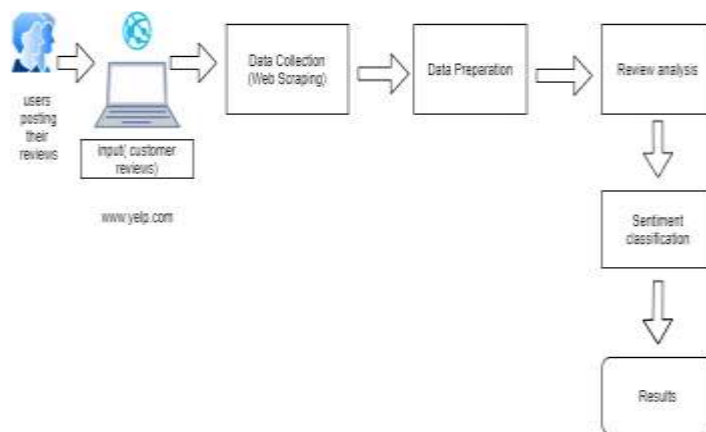 users
posting
their
reviews
input( customer
reviews)
www.yelp.com
Data Collection
(Web Scraping)
Data Preparation
Review analysis
Sentiment
classification
Results